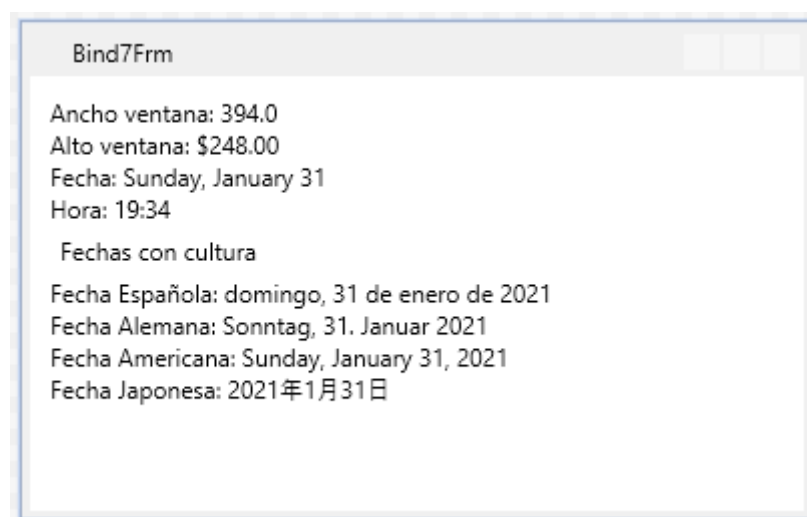 Bind7Frm
Ancho ventana: 394.0
Alto ventana: $248.00
Fecha: Sunday, January 31
Hora: 19:34
Fechas con cultura
Fecha Española: domingo, 31 de enero de 2021
Fecha Alemana: Sonntag, 31. Januar 2021
Fecha Americana: Sunday, January 31, 2021
Fecha Japonesa: 2021年1月31日